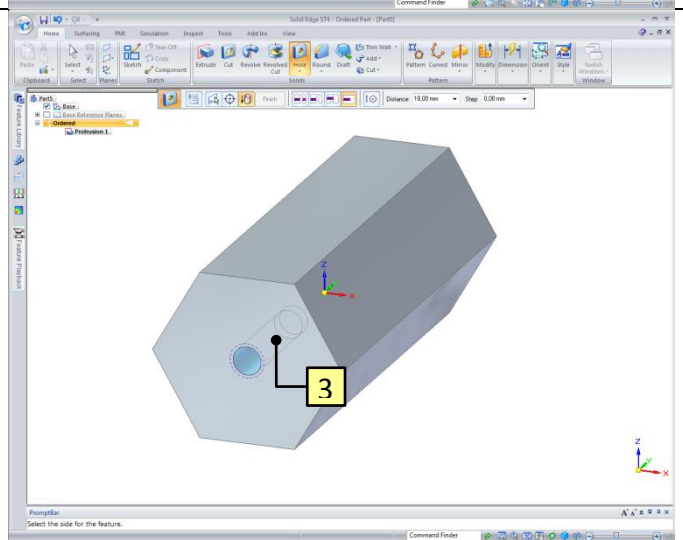 Command Finder
Solid Edge ST4 - Ordered Part - [Part5]
Home Surfacing PMI Simulation Inspect Tools Add Ins View
Paste Select Sketch Trim Off Copy Component Extrude Cut Revolve Revolved Cut Hole Round Draft Thin Wall Add Cut Pattern Curved Mirror Modify Dimension Orient Style Switch Windows
Clipboard Select Planes Sketch Solids Pattern Window
Finish Distance: 18,00 mm Step: 0,00 mm
Part5
Base
Base Reference Planes
Ordered
Protrusion 1
Feature Library
Feature Playback
Z
X
3
Z
Y
X
PromptBar
Select the side for the feature.
Command Finder